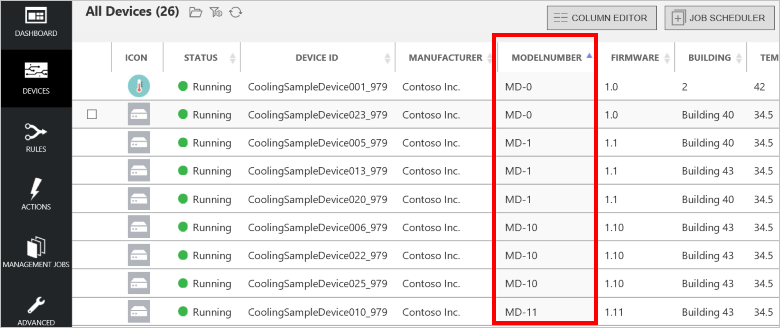 All Devices (26)
COLUMN EDITOR
JOB SCHEDULER
DASHBOARD
DEVICES
RULES
ACTIONS
MANAGEMENT JOBS
ADVANCED
ICON STATUS DEVICE ID MANUFACTURER MODELNUMBER FIRMWARE BUILDING TEM
Running CoolingSampleDevice001_979 Contoso Inc. MD-0 1.0 2 42
Running CoolingSampleDevice023_979 Contoso Inc. MD-0 1.0 Building 40 34.5
Running CoolingSampleDevice005_979 Contoso Inc. MD-1 1.1 Building 40 34.5
Running CoolingSampleDevice013_979 Contoso Inc. MD-1 1.1 Building 43 34.5
Running CoolingSampleDevice020_979 Contoso Inc. MD-1 1.1 Building 40 34.5
Running CoolingSampleDevice006_979 Contoso Inc. MD-10 1.10 Building 43 34.5
Running CoolingSampleDevice022_979 Contoso Inc. MD-10 1.10 Building 43 34.5
Running CoolingSampleDevice025_979 Contoso Inc. MD-10 1.10 Building 43 34.5
Running CoolingSampleDevice010_979 Contoso Inc. MD-11 1.11 Building 43 34.5